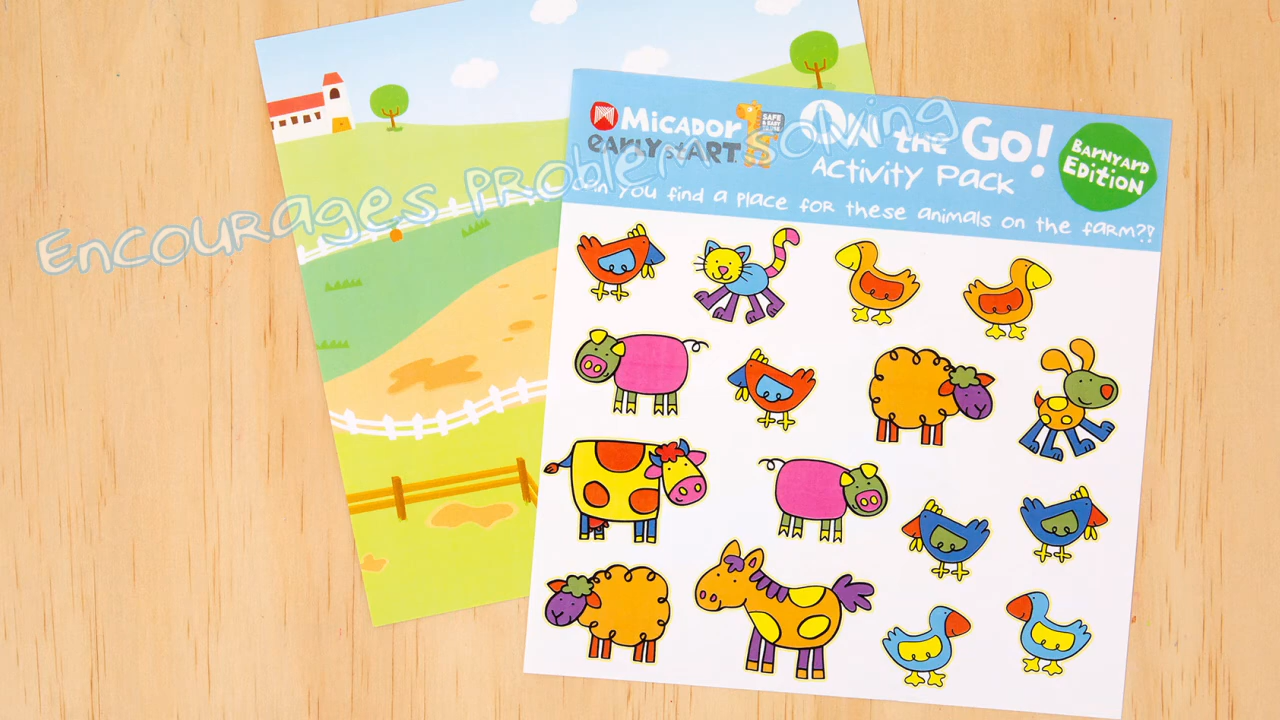 Encourages Problem Solving
MICADOR
EARLY stART
SAFE
& BABY
ON the Go!
Activity Pack
BARNYARD
EDITION
Can you find a place for these animals on the farm?!